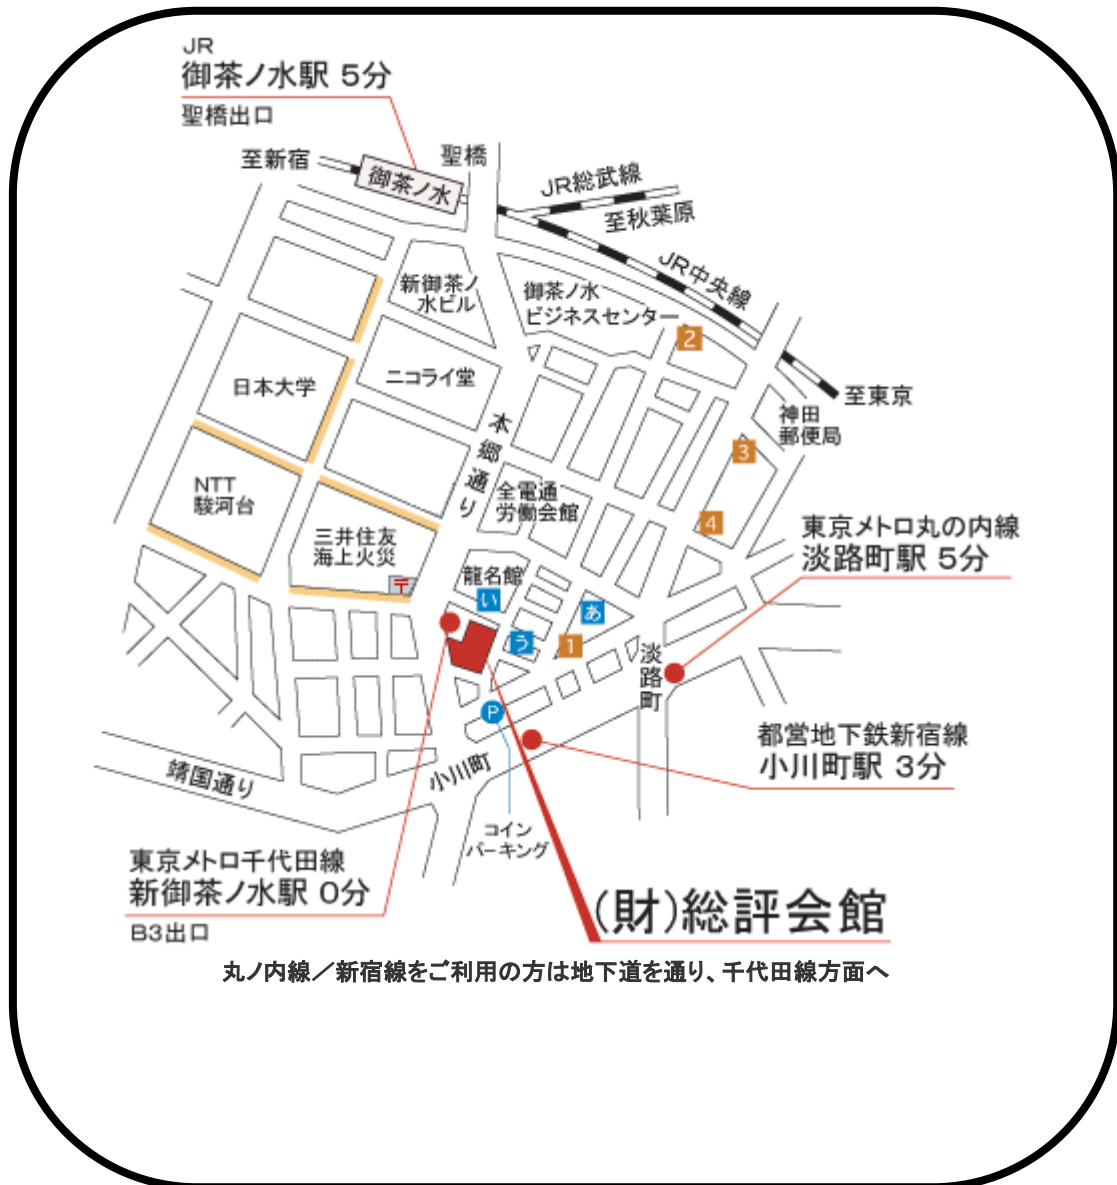 JR
御茶ノ水駅 5分
聖橋出口
至新宿
御茶ノ水
聖橋
JR総武線
至秋葉原
JR中央線
至東京
新御茶ノ
水ビル
御茶ノ水
ビジネスセンター
2
日本大学
ニコライ堂
本郷通り
神田
郵便局
3
NTT
駿河台
全電通
労働会館
4
三井住友
海上火災
〒
龍名館
い
あ
う
1
東京メトロ丸の内線
淡路町駅 5分
淡路町
P
都営地下鉄新宿線
小川町駅 3分
靖国通り
小川町
コイン
パーキング
東京メトロ千代田線
新御茶ノ水駅 0分
B3出口
(財)総評会館
丸ノ内線／新宿線をご利用の方は地下道を通り、千代田線方面へ